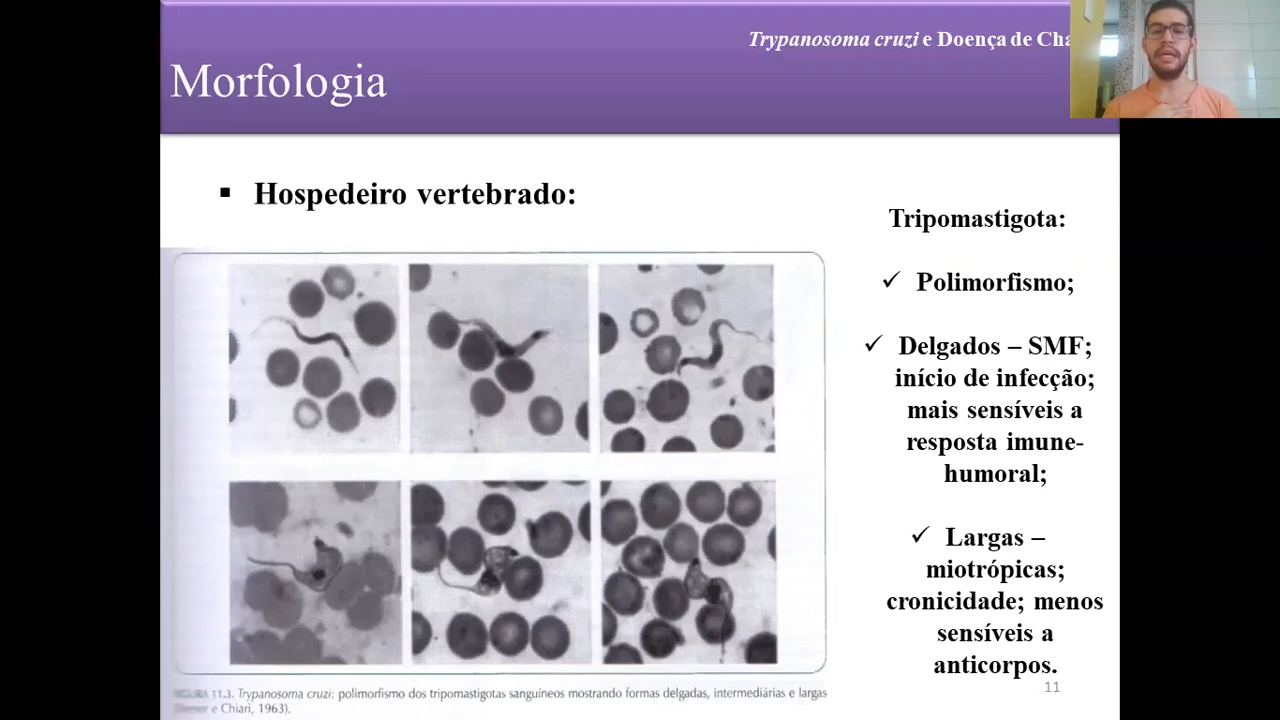 Trypanosoma cruzi e Doença de
Morfologia
▪ Hospedeiro vertebrado:
Tripomastigota:
✓ Polimorfismo;
✓ Delgados – SMF;
início de infecção;
mais sensíveis a
resposta imune-
humoral;
✓ Largas –
miotrópicas;
cronicidade; menos
sensíveis a
anticorpos.
11.3. Trypanosoma cruzi: polimorfismo dos tripomastigotas sanguíneos mostrando formas delgadas, intermediárias e largas
e Chiari, 1963).
11